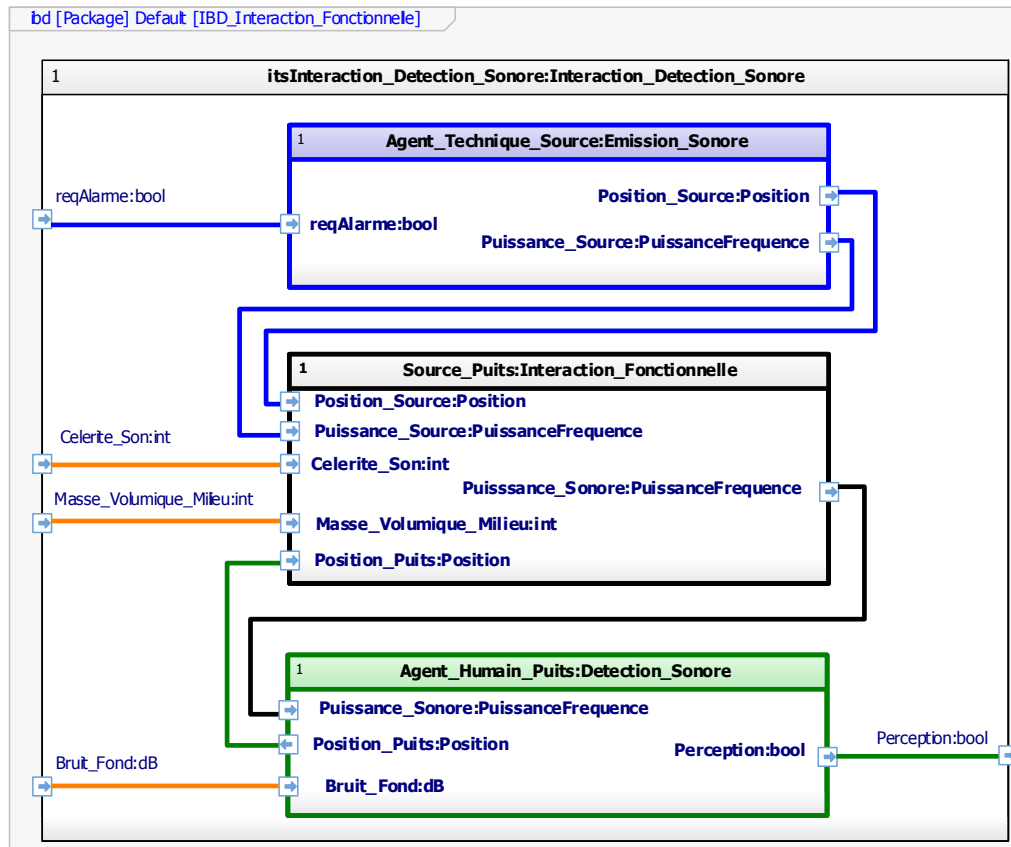 ibd [Package] Default [IBD_Interaction_Fonctionnelle]
1
itsInteraction_Detection_Sonore:Interaction_Detection_Sonore
1
Agent_Technique_Source:Emission_Sonore
reqAlarme:bool
Position_Source:Position
reqAlarme:bool
Puissance_Source:PuissanceFrequence
1
Source_Puits:Interaction_Fonctionnelle
Position_Source:Position
Puissance_Source:PuissanceFrequence
Celerite_Son:int
Celerite_Son:int
Puisssance_Sonore:PuissanceFrequence
Masse_Volumique_Milieu:int
Masse_Volumique_Milieu:int
Position_Puits:Position
1
Agent_Humain_Puits:Detection_Sonore
Puissance_Sonore:PuissanceFrequence
Position_Puits:Position
Perception:bool
Perception:bool
Bruit_Fond:dB
Bruit_Fond:dB